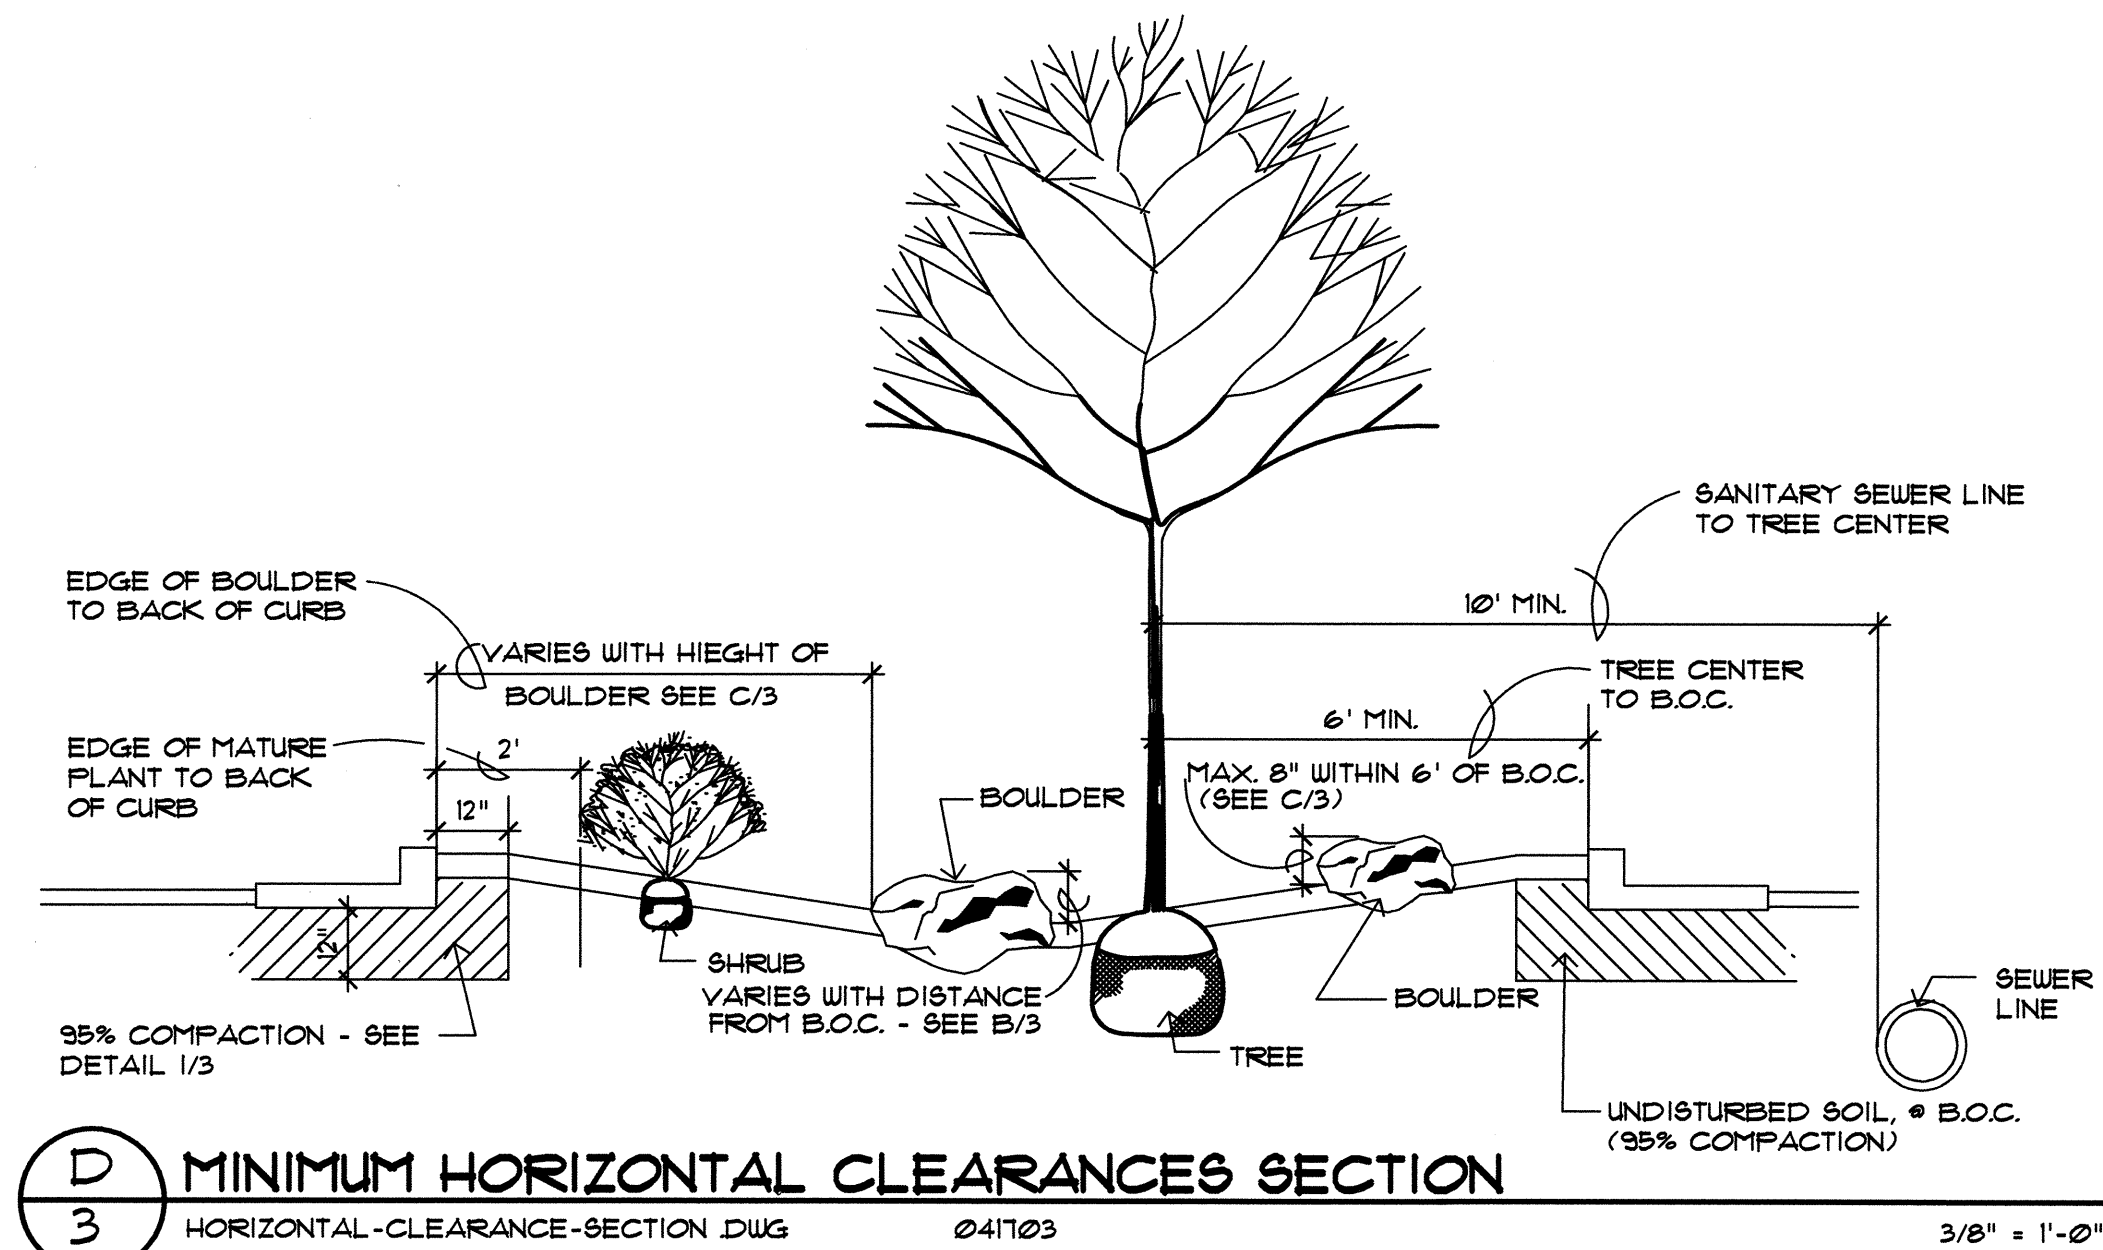 SANITARY SEWER LINE
TO TREE CENTER
EDGE OF BOULDER
TO BACK OF CURB
10' MIN.
VARIES WITH HIEGHT OF
BOULDER SEE C/3
TREE CENTER
TO B.O.C.
6' MIN.
EDGE OF MATURE
PLANT TO BACK
OF CURB
2'
12"
MAX. 8" WITHIN 6' OF B.O.C.
(SEE C/3)
BOULDER
12"
SHRUB
VARIES WITH DISTANCE
FROM B.O.C. - SEE B/3
BOULDER
SEWER
LINE
95% COMPACTION - SEE
DETAIL 1/3
TREE
UNDISTURBED SOIL, @ B.O.C.
(95% COMPACTION)
D
3
MINIMUM HORIZONTAL CLEARANCES SECTION
HORIZONTAL-CLEARANCE-SECTION .DWG
041703
3/8" = 1'-0"